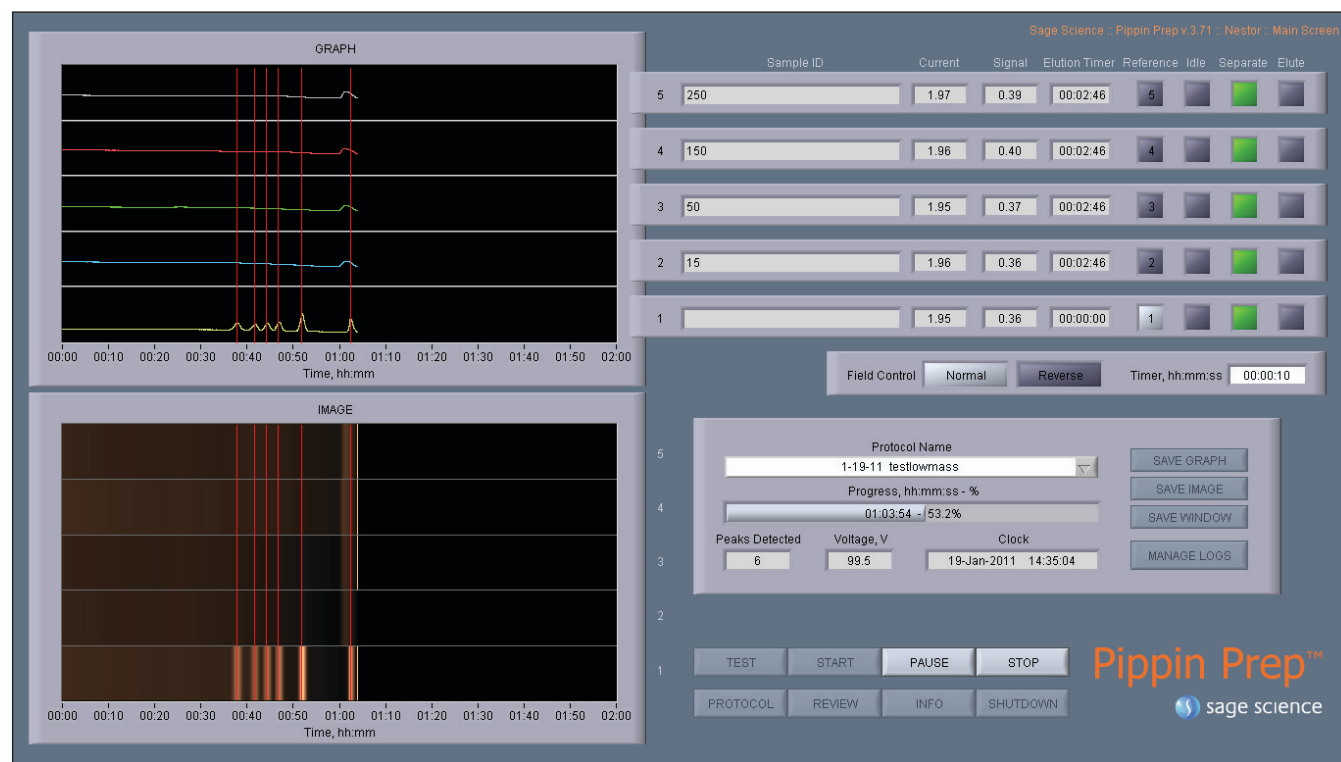 Sage Science :: Pippin Prep v.3.71 :: Nestor :: Main Screen
GRAPH
00:00 00:10 00:20 00:30 00:40 00:50 01:00 01:10 01:20 01:30 01:40 01:50 02:00
Time, hh:mm
Sample ID Current Signal Elution Timer Reference Idle Separate Elute
5 250 1.97 0.39 00:02:46 5
4 150 1.96 0.40 00:02:46 4
3 50 1.95 0.37 00:02:46 3
2 15 1.96 0.36 00:02:46 2
1 1.95 0.36 00:00:00 1
Field Control Normal Reverse Timer, hh:mm:ss 00:00:10
IMAGE
5
4
3
2
1
00:00 00:10 00:20 00:30 00:40 00:50 01:00 01:10 01:20 01:30 01:40 01:50 02:00
Time, hh:mm
Protocol Name
1-19-11 testlowmass
Progress, hh:mm:ss - %
01:03:54 - 53.2%
Peaks Detected Voltage, V Clock
6 99.5 19-Jan-2011 14:35:04
SAVE GRAPH
SAVE IMAGE
SAVE WINDOW
MANAGE LOGS
TEST START PAUSE STOP
PROTOCOL REVIEW INFO SHUTDOWN
Pippin Prep™
sage science